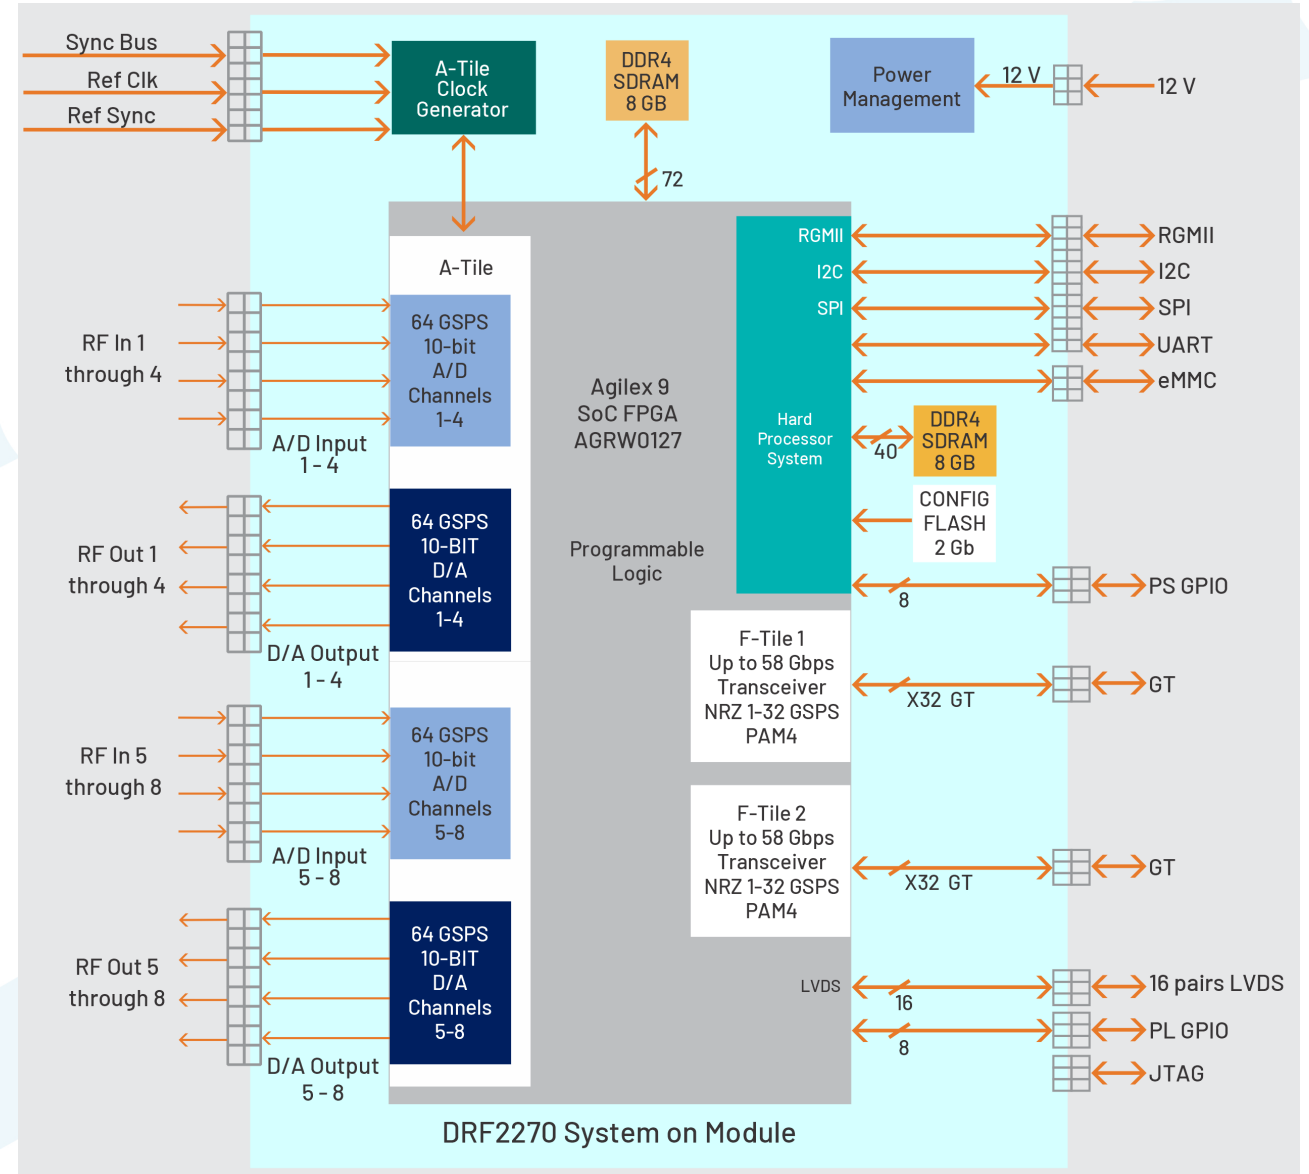 Sync Bus
Ref Clk
Ref Sync
A-Tile
Clock
Generator
DDR4
SDRAM
8 GB
72
Power
Management
12 V
12 V
A-Tile
RF In 1
through 4
A/D Input
1 - 4
64 GSPS
10-bit
A/D
Channels
1-4
RF Out 1
through 4
D/A Output
1 - 4
64 GSPS
10-BIT
D/A
Channels
1-4
RF In 5
through 8
A/D Input
5 - 8
64 GSPS
10-bit
A/D
Channels
5-8
RF Out 5
through 8
D/A Output
5 - 8
64 GSPS
10-BIT
D/A
Channels
5-8
Agilex 9
SoC FPGA
AGRW0127
Programmable
Logic
RGMII
I2C
SPI
Hard
Processor
System
RGMII
I2C
SPI
UART
eMMC
40
DDR4
SDRAM
8 GB
CONFIG
FLASH
2 Gb
8
PS GPIO
F-Tile 1
Up to 58 Gbps
Transceiver
NRZ 1-32 GSPS
PAM4
X32 GT
GT
F-Tile 2
Up to 58 Gbps
Transceiver
NRZ 1-32 GSPS
PAM4
X32 GT
GT
LVDS
16
16 pairs LVDS
8
PL GPIO
JTAG
DRF2270 System on Module